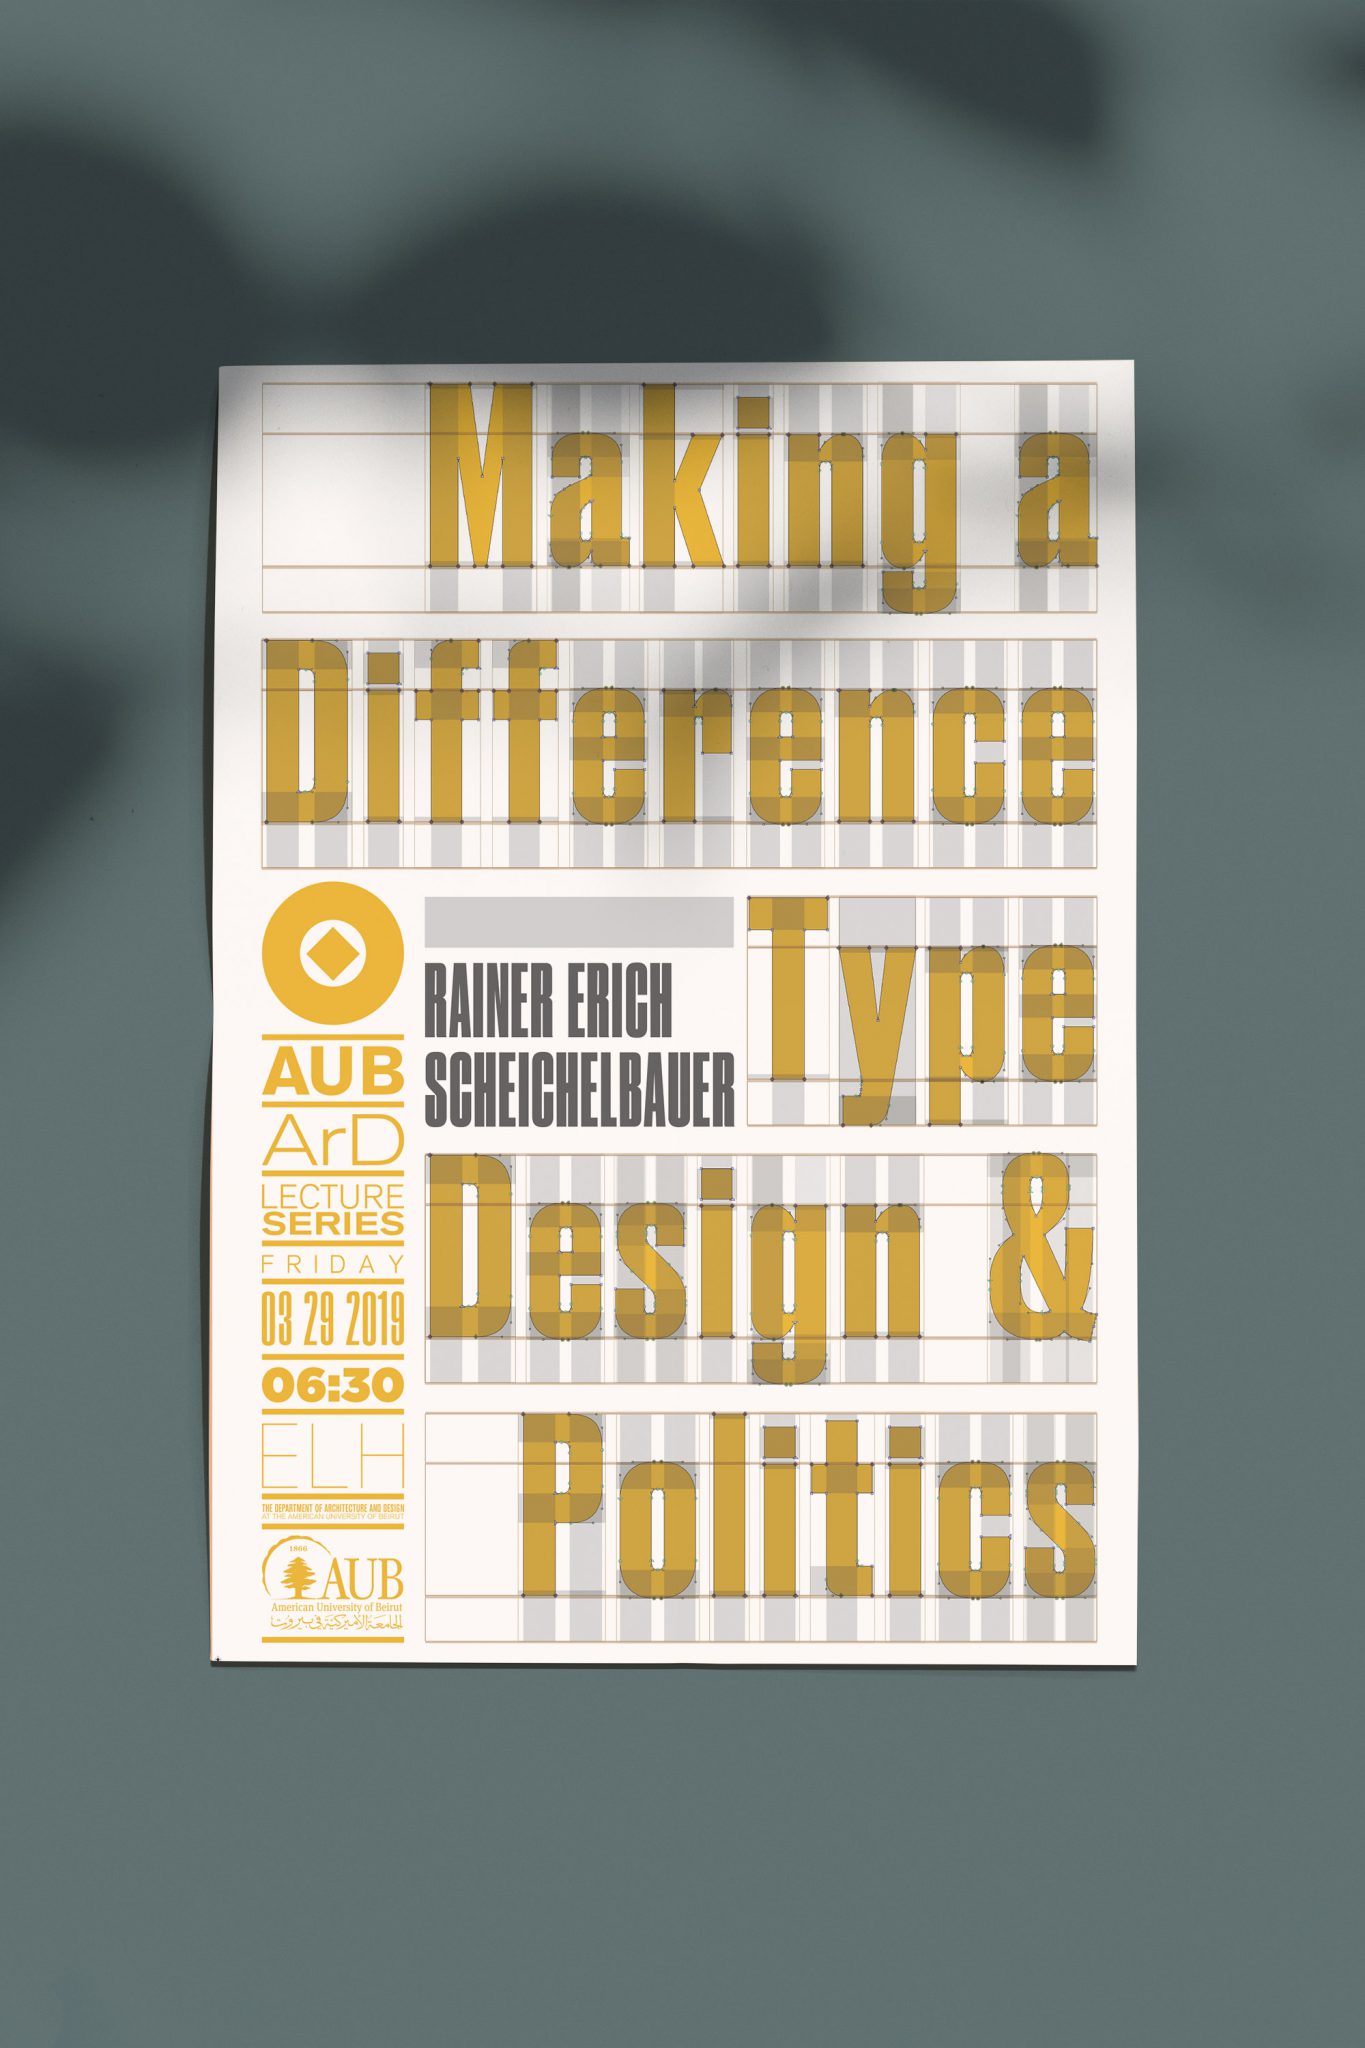 Making a
Difference
Type
Design &
Politics
RAINER ERICH
SCHEICHELBAUER
AUB
ArD
LECTURE
SERIES
FRIDAY
03 29 2019
06:30
ELH
THE DEPARTMENT OF ARCHITECTURE AND DESIGN
AT THE AMERICAN UNIVERSITY OF BEIRUT
1866
AUB
American University of Beirut
الجامعة الأميركية في بيروت